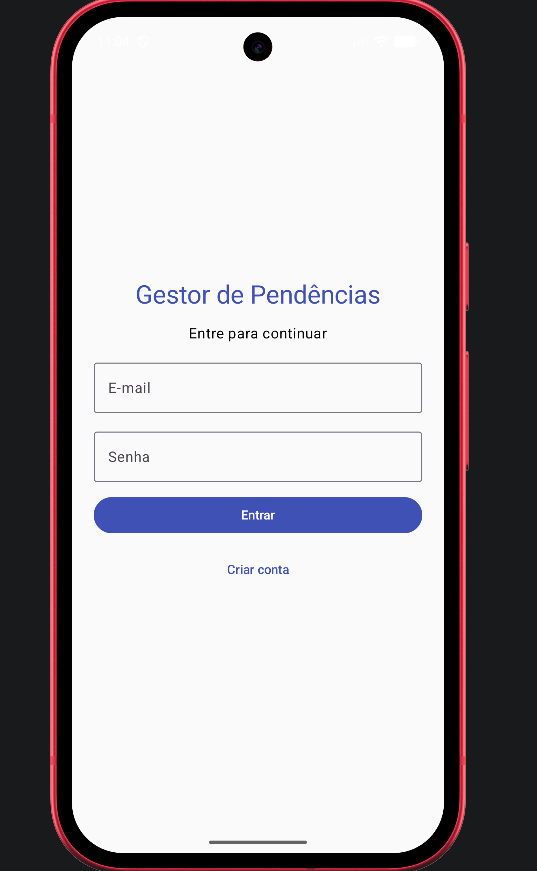 Gestor de Pendências
Entre para continuar
E-mail
Senha
Entrar
Criar conta